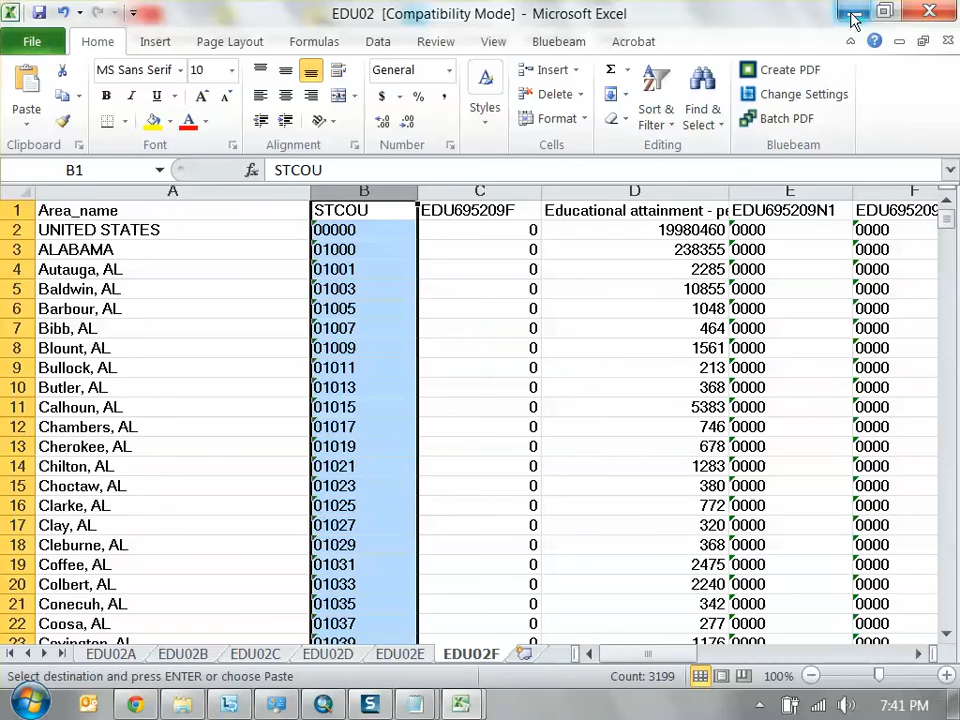 EDU02 [Compatibility Mode] - Microsoft Excel
File Home Insert Page Layout Formulas Data Review View Bluebeam Acrobat
Paste
Clipboard
MS Sans Serif 10
B I U A A
A
Font
Alignment
General
$ % ,
.00 .0
Number
Styles
Insert
Delete
Format
Cells
Σ
Sort & Filter
Find & Select
Editing
Create PDF
Change Settings
Batch PDF
Bluebeam
B1 fx STCOU
A B C D E F
1 Area_name STCOU EDU695209F Educational attainment - pe EDU695209N1 EDU695209
2 UNITED STATES 00000 0 19980460 0000 0000
3 ALABAMA 01000 0 238355 0000 0000
4 Autauga, AL 01001 0 2285 0000 0000
5 Baldwin, AL 01003 0 10855 0000 0000
6 Barbour, AL 01005 0 1048 0000 0000
7 Bibb, AL 01007 0 464 0000 0000
8 Blount, AL 01009 0 1561 0000 0000
9 Bullock, AL 01011 0 213 0000 0000
10 Butler, AL 01013 0 368 0000 0000
11 Calhoun, AL 01015 0 5383 0000 0000
12 Chambers, AL 01017 0 746 0000 0000
13 Cherokee, AL 01019 0 678 0000 0000
14 Chilton, AL 01021 0 1283 0000 0000
15 Choctaw, AL 01023 0 380 0000 0000
16 Clarke, AL 01025 0 772 0000 0000
17 Clay, AL 01027 0 320 0000 0000
18 Cleburne, AL 01029 0 368 0000 0000
19 Coffee, AL 01031 0 2475 0000 0000
20 Colbert, AL 01033 0 2240 0000 0000
21 Conecuh, AL 01035 0 342 0000 0000
22 Coosa, AL 01037 0 277 0000 0000
23 Covington, AL 01039 0 1176 0000 0000
EDU02A EDU02B EDU02C EDU02D EDU02E EDU02F
Select destination and press ENTER or choose Paste Count: 3199 100%
7:41 PM